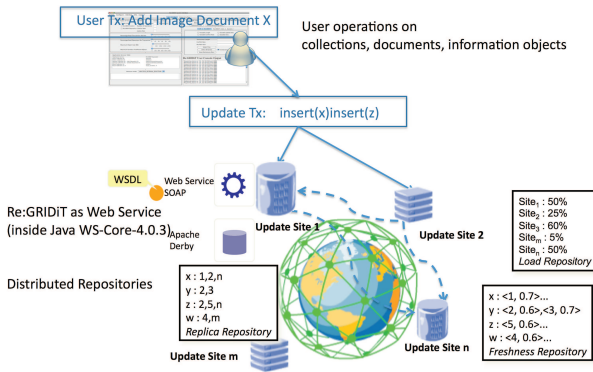 User Tx: Add Image Document X
User operations on
collections, documents, information objects
Update Tx: insert(x)insert(z)
WSDL
Web Service
SOAP
Re:GRIDiT as Web Service
(inside Java WS-Core-4.0.3)
Apache
Derby
Update Site 1
Update Site 2
Site1 : 50%
Site2 : 25%
Site3 : 60%
Sitem : 5%
Siten : 50%
Load Repository
Distributed Repositories
x : 1,2,n
y : 2,3
z : 2,5,n
w : 4,m
Replica Repository
x : <1, 0.7>...
y : <2, 0.6>,<3, 0.7>
z : <5, 0.6>...
w : <4, 0.6>...
Freshness Repository
Update Site n
Update Site m